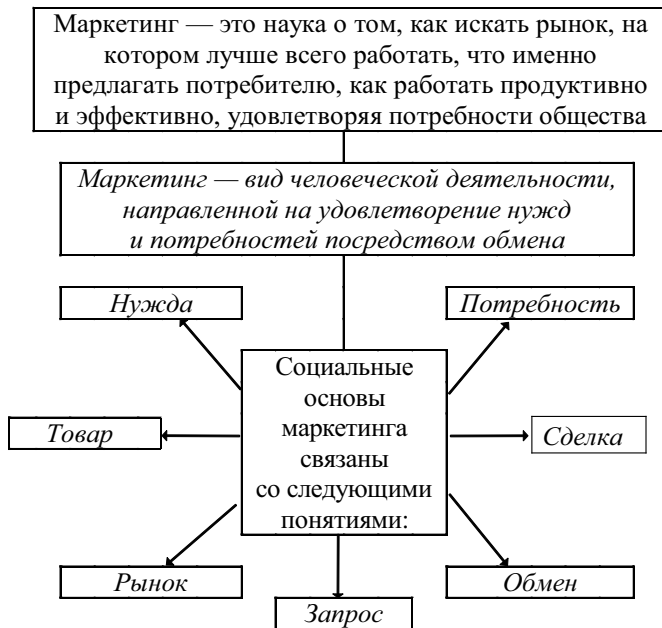 Маркетинг — это наука о том, как искать рынок, на
котором лучше всего работать, что именно
предлагать потребителю, как работать продуктивно
и эффективно, удовлетворяя потребности общества
Маркетинг — вид человеческой деятельности,
направленной на удовлетворение нужд
и потребностей посредством обмена
Нужда
Потребность
Социальные
основы
маркетинга
связаны
со следующими
понятиями:
Товар
Сделка
Рынок
Обмен
Запрос